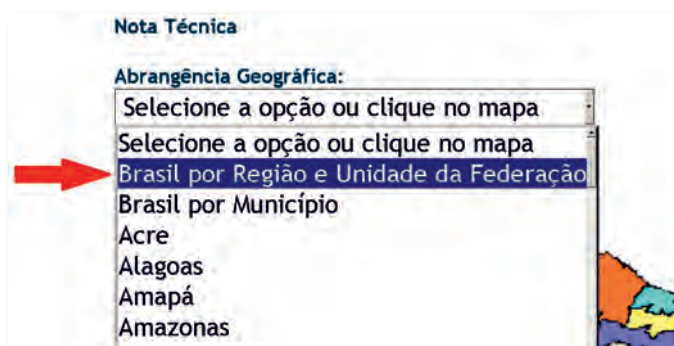 Nota Técnica
Abrangência Geográfica:
Selecione a opção ou clique no mapa
Selecione a opção ou clique no mapa
Brasil por Região e Unidade da Federação
Brasil por Município
Acre
Alagoas
Amapá
Amazonas